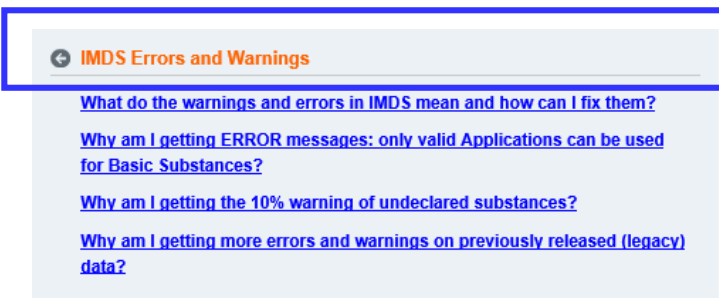 IMDS Errors and Warnings
What do the warnings and errors in IMDS mean and how can I fix them?
Why am I getting ERROR messages: only valid Applications can be used
for Basic Substances?
Why am I getting the 10% warning of undeclared substances?
Why am I getting more errors and warnings on previously released (legacy)
data?